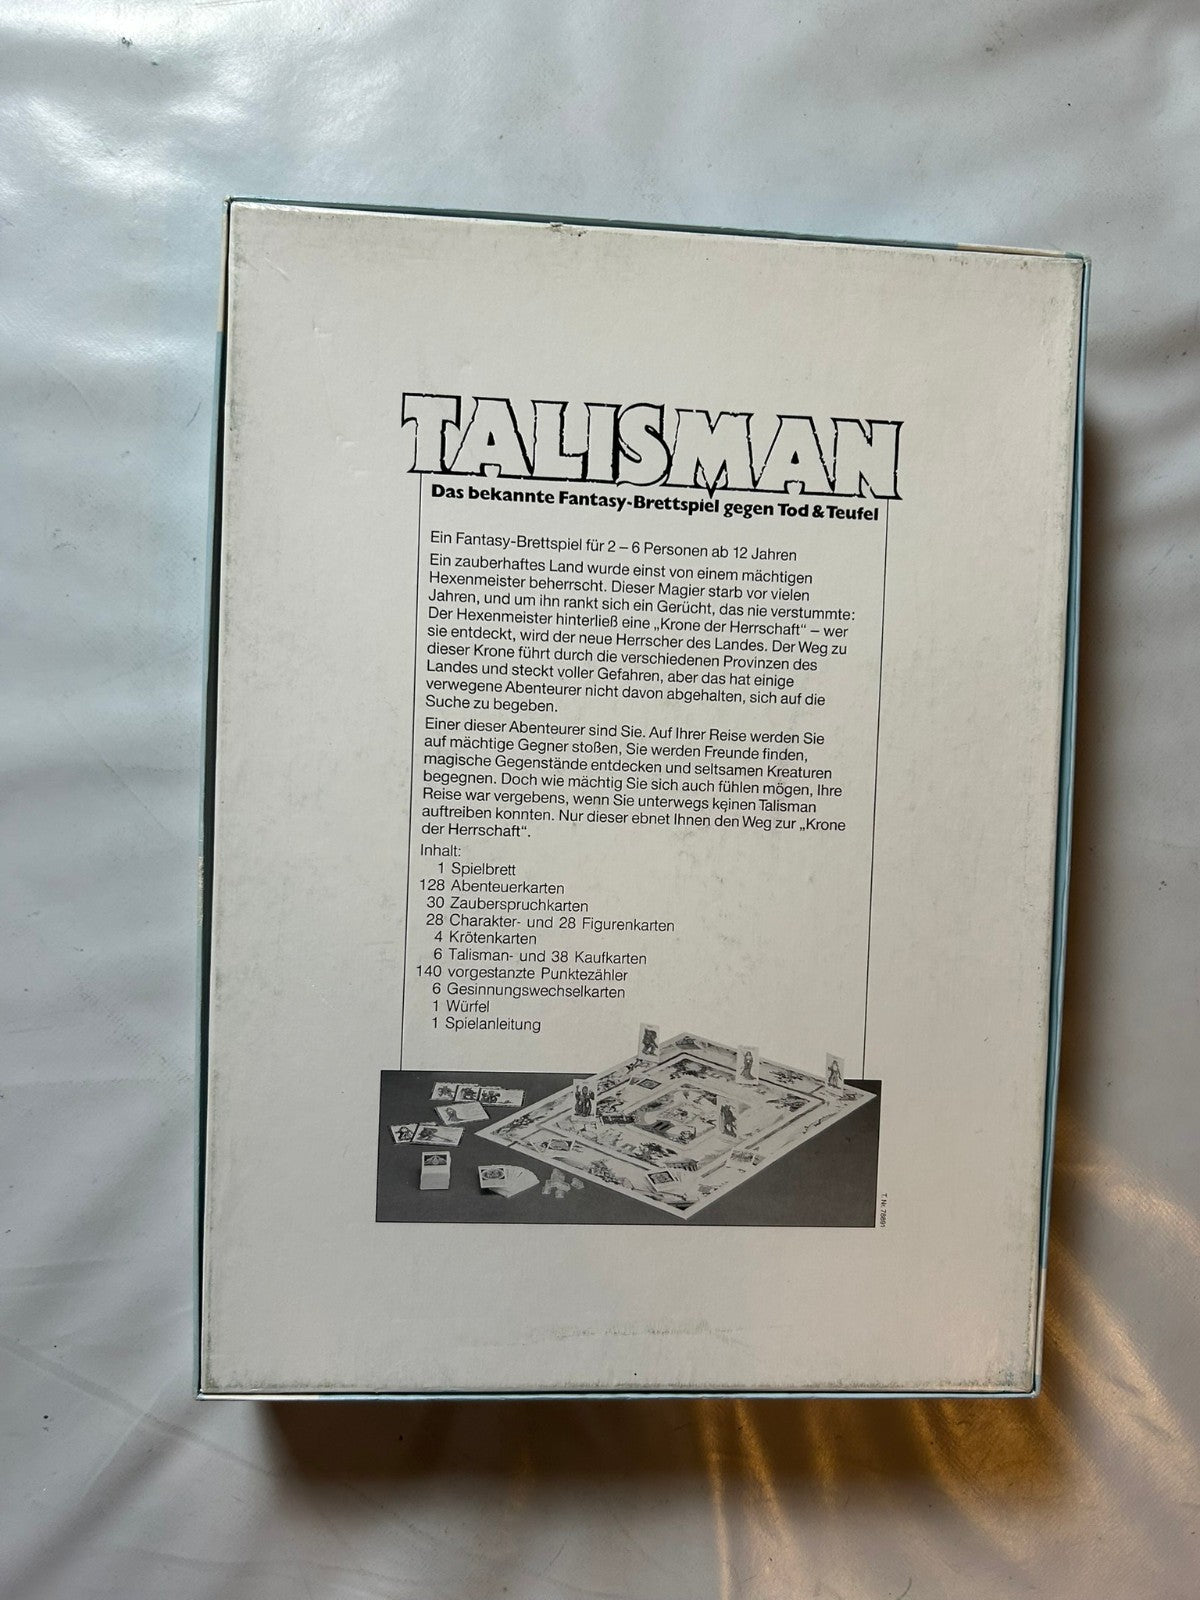 TALISMAN
Das bekannte Fantasy-Brettspiel gegen Tod & Teufel
Ein Fantasy-Brettspiel für 2 – 6 Personen ab 12 Jahren
Ein zauberhaftes Land wurde einst von einem mächtigen
Hexenmeister beherrscht. Dieser Magier starb vor vielen
Jahren, und um ihn rankt sich ein Gerücht, das nie verstummte:
Der Hexenmeister hinterließ eine „Krone der Herrschaft“ – wer
sie entdeckt, wird der neue Herrscher des Landes. Der Weg zu
dieser Krone führt durch die verschiedenen Provinzen des
Landes und steckt voller Gefahren, aber das hat einige
verwegene Abenteurer nicht davon abgehalten, sich auf die
Suche zu begeben.
Einer dieser Abenteurer sind Sie. Auf Ihrer Reise werden Sie
auf mächtige Gegner stoßen, Sie werden Freunde finden,
magische Gegenstände entdecken und seltsamen Kreaturen
begegnen. Doch wie mächtig Sie sich auch fühlen mögen, Ihre
Reise war vergebens, wenn Sie unterwegs keinen Talisman
auftreiben konnten. Nur dieser ebnet Ihnen den Weg zur „Krone
der Herrschaft“.
Inhalt:
1 Spielbrett
128 Abenteuerkarten
30 Zauberspruchkarten
28 Charakter- und 28 Figurenkarten
4 Krötenkarten
6 Talisman- und 38 Kaufkarten
140 vorgestanzte Punktezähler
6 Gesinnungswechselkarten
1 Würfel
1 Spielanleitung
T. Nr. 78691